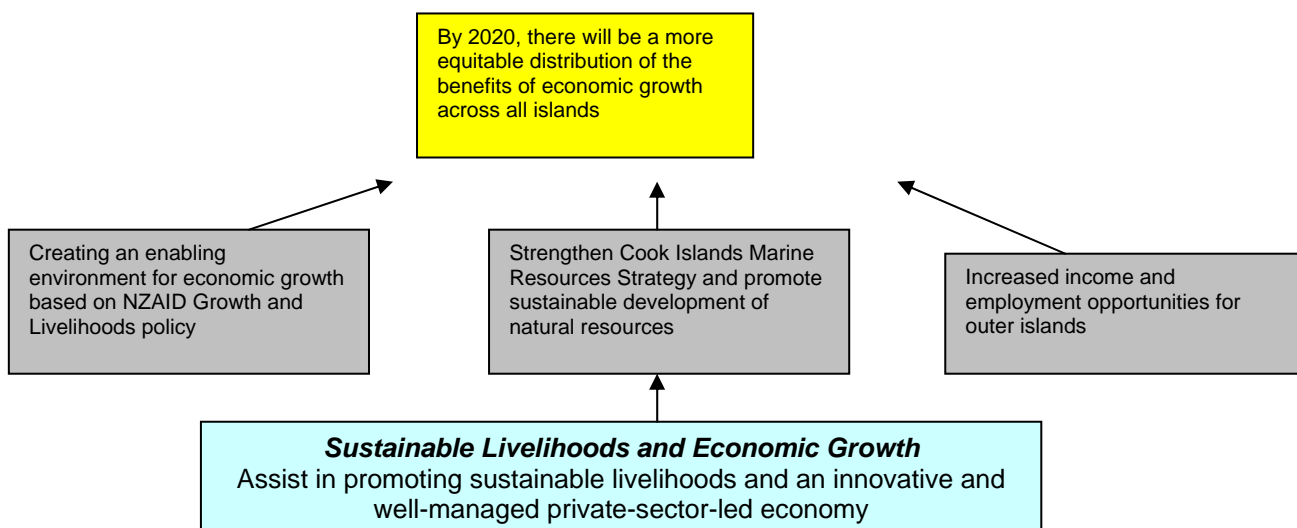 By 2020, there will be a more
equitable distribution of the
benefits of economic growth
across all islands
Creating an enabling
environment for economic growth
based on NZAID Growth and
Livelihoods policy
Strengthen Cook Islands Marine
Resources Strategy and promote
sustainable development of
natural resources
Increased income and
employment opportunities for
outer islands
Sustainable Livelihoods and Economic Growth
Assist in promoting sustainable livelihoods and an innovative and
well-managed private-sector-led economy